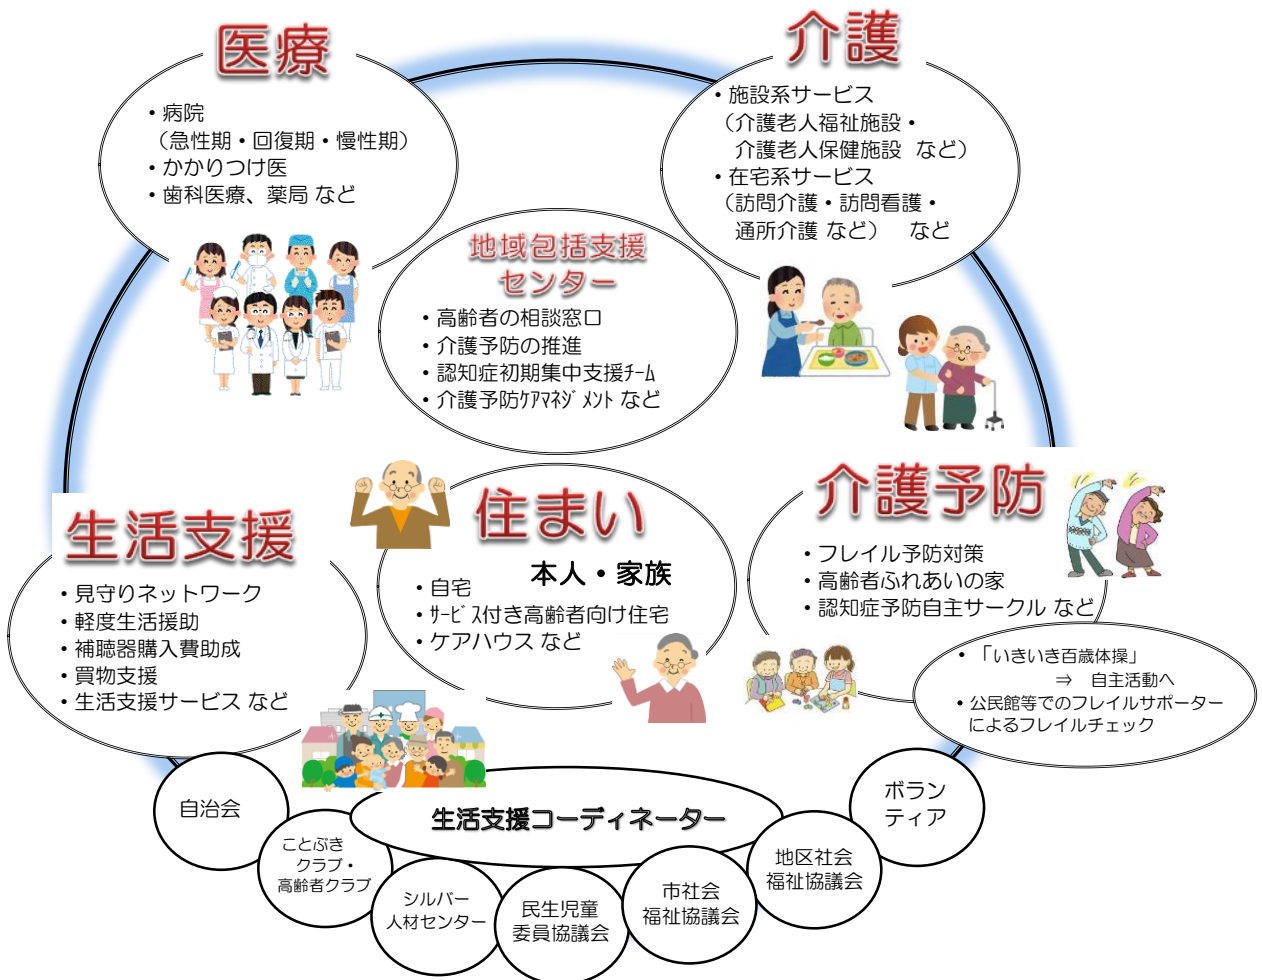 医療
・病院
（急性期・回復期・慢性期）
・かかりつけ医
・歯科医療、薬局 など
介護
・施設系サービス
（介護老人福祉施設・
介護老人保健施設 など）
・在宅系サービス
（訪問介護・訪問看護・
通所介護 など） など
地域包括支援
センター
・高齢者の相談窓口
・介護予防の推進
・認知症初期集中支援ﾁｰﾑ
・介護予防ｹｱﾏﾈｼﾞﾒﾝﾄ など
生活支援
・見守りネットワーク
・軽度生活援助
・補聴器購入費助成
・買物支援
・生活支援サービス など
住まい
本人・家族
・自宅
・ｻｰﾋﾞｽ付き高齢者向け住宅
・ケアハウス など
介護予防
・フレイル予防対策
・高齢者ふれあいの家
・認知症予防自主サークル など
・「いきいき百歳体操」
⇒ 自主活動へ
・公民館等でのフレイルサポーター
によるフレイルチェック
生活支援コーディネーター
自治会
ことぶき
クラブ・
高齢者クラブ
シルバー
人材センター
民生児童
委員協議会
市社会
福祉協議会
地区社会
福祉協議会
ボラン
ティア